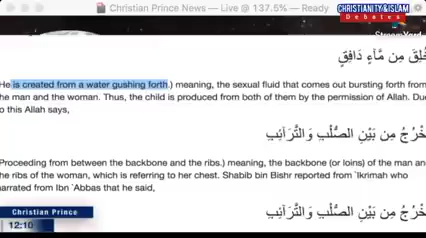 Christian Prince News — Live @ 137.5% — Ready
CHRISTIANITY&ISLAM
Debates
StreamYard
خُلِقَ مِن مَّآءٍ دَافِقٍ
He is created from a water gushing forth.) meaning, the sexual fluid that comes out bursting forth from
he man and the woman. Thus, the child is produced from both of them by the permission of Allah. Du
o this Allah says,
خْرُجُ مِن بَيْنِ الصُّلْبِ وَالتَّرَآئِبِ
Proceeding from between the backbone and the ribs.) meaning, the backbone (or loins) of the man an
he ribs of the woman, which is referring to her chest. Shabib bin Bishr reported from `Ikrimah who
arrated from Ibn `Abbas that he said,
خْرُجُ مِن بَيْنِ الصُّلْبِ وَالتَّرَآئِبِ
Christian Prince
12:10